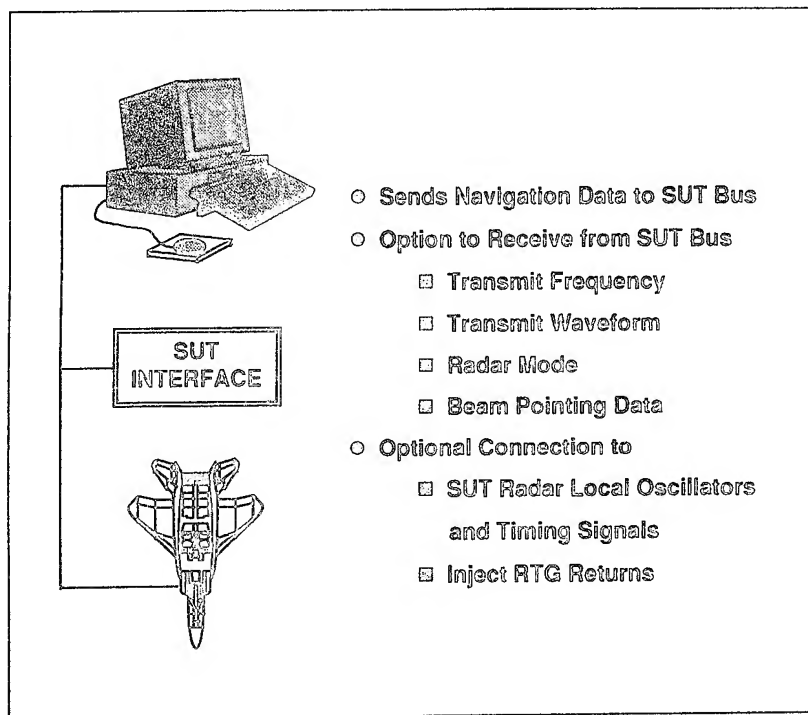 ○ Sends Navigation Data to SUT Bus
○ Option to Receive from SUT Bus
□ Transmit Frequency
□ Transmit Waveform
□ Radar Mode
□ Beam Pointing Data
○ Optional Connection to
□ SUT Radar Local Oscillators
and Timing Signals
□ Inject RTG Returns
SUT
INTERFACE